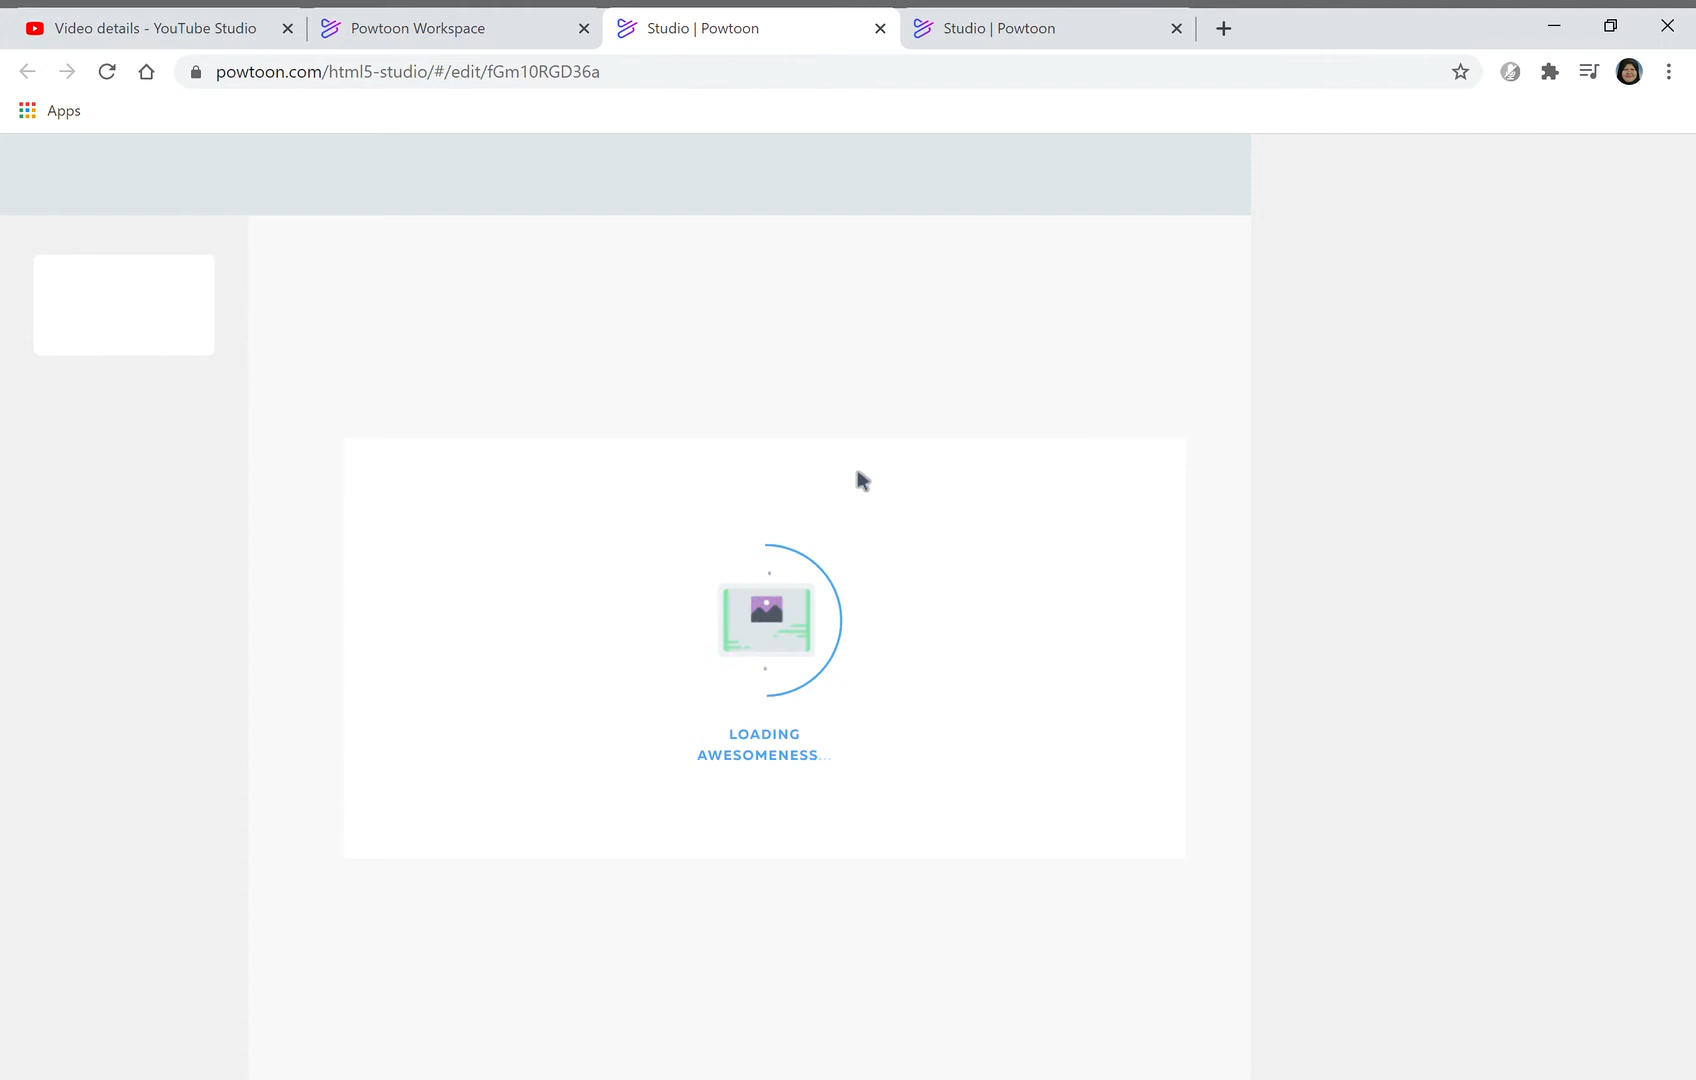 Video details - YouTube Studio
Powtoon Workspace
Studio | Powtoon
Studio | Powtoon
powtoon.com/html5-studio/#/edit/fGm10RGD36a
Apps
LOADING
AWESOMENESS...